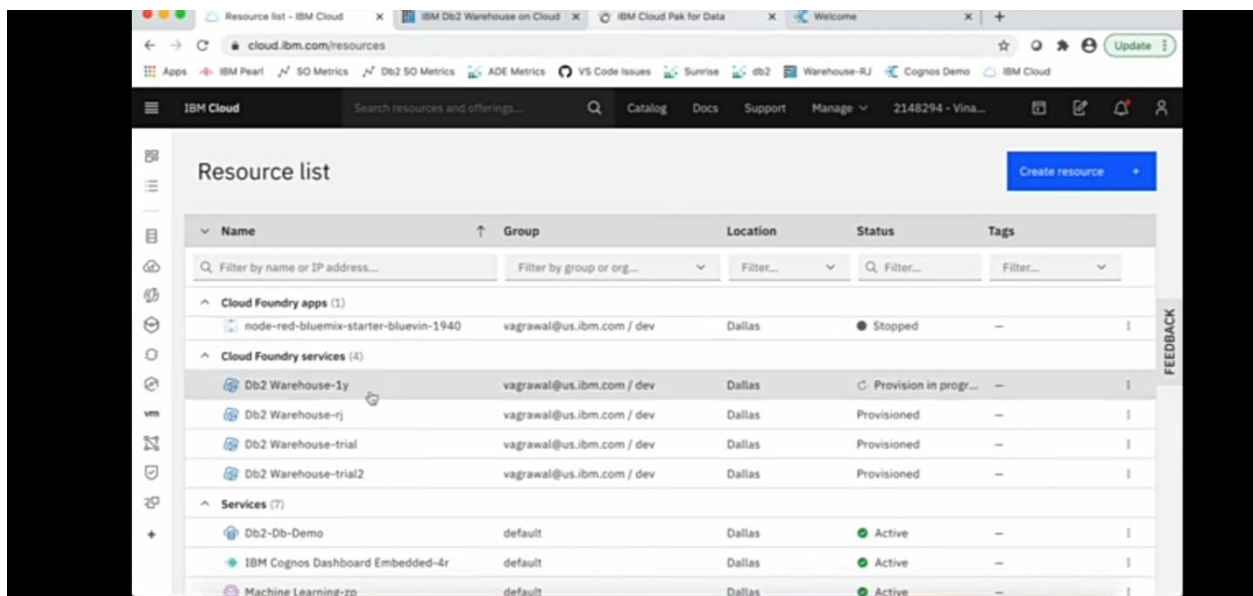 Resource list - IBM Cloud IBM Db2 Warehouse on Cloud IBM Cloud Pak for Data Welcome
cloud.ibm.com/resources Update
Apps IBM Pearl SO Metrics Db2 SO Metrics ADE Metrics VS Code Issues Sunrise db2 Warehouse-RJ Cognos Demo IBM Cloud
IBM Cloud Search resources and offerings... Catalog Docs Support Manage 2148294 - Vina...
Resource list Create resource +
Name Group Location Status Tags
Filter by name or IP address... Filter by group or org... Filter... Filter... Filter...
Cloud Foundry apps (1)
node-red-bluemix-starter-bluevin-1940 vagrawal@us.ibm.com / dev Dallas Stopped —
Cloud Foundry services (4)
Db2 Warehouse-1y vagrawal@us.ibm.com / dev Dallas Provision in progr... —
Db2 Warehouse-rj vagrawal@us.ibm.com / dev Dallas Provisioned —
vm
Db2 Warehouse-trial vagrawal@us.ibm.com / dev Dallas Provisioned —
Db2 Warehouse-trial2 vagrawal@us.ibm.com / dev Dallas Provisioned —
Services (7)
Db2-Db-Demo default Dallas Active —
IBM Cognos Dashboard Embedded-4r default Dallas Active —
Machine Learning-zp default Dallas Active —
FEEDBACK